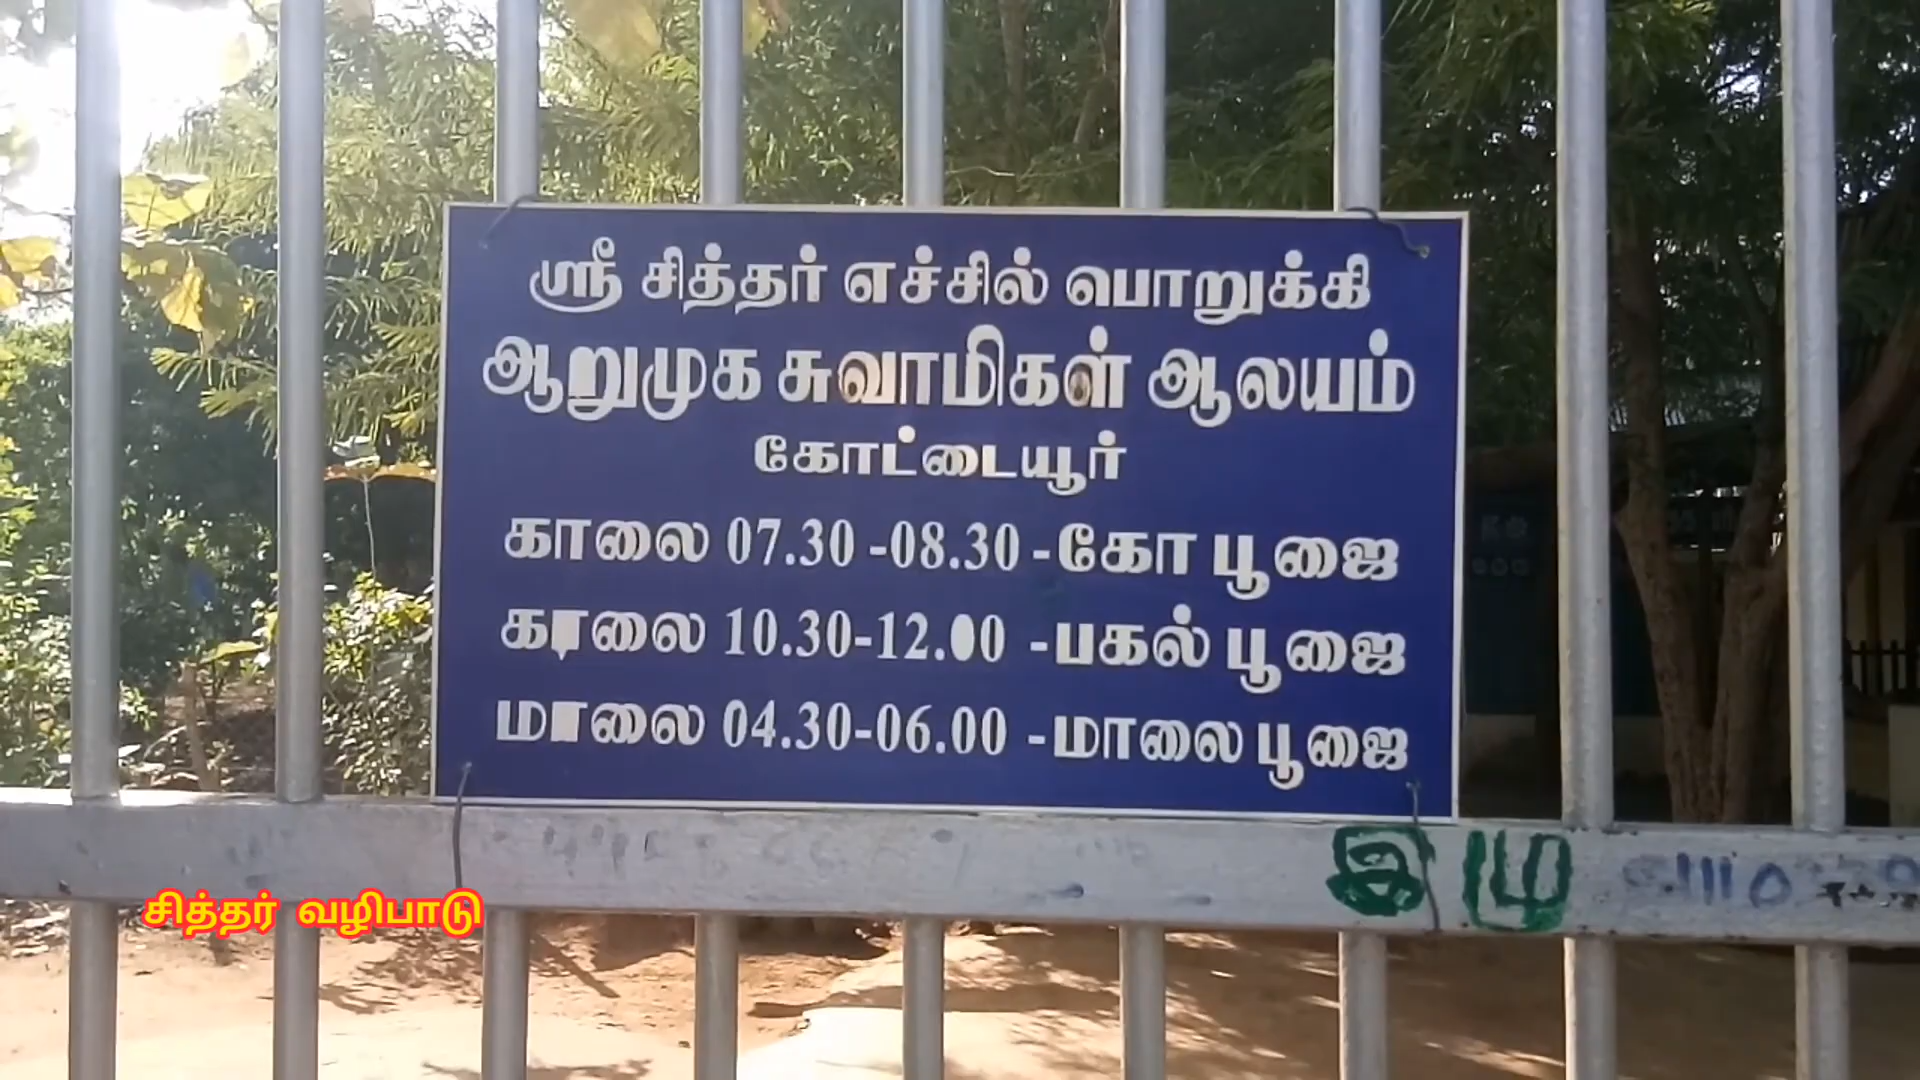 ஸ்ரீ சித்தர் எச்சில் பொறுக்கி
ஆறுமுக சுவாமிகள் ஆலயம்
கோட்டையூர்
காலை 07.30 -08.30 -கோ பூஜை
காலை 10.30-12.00 -பகல் பூஜை
மாலை 04.30-06.00 -மாலை பூஜை
சித்தர் வழிபாடு